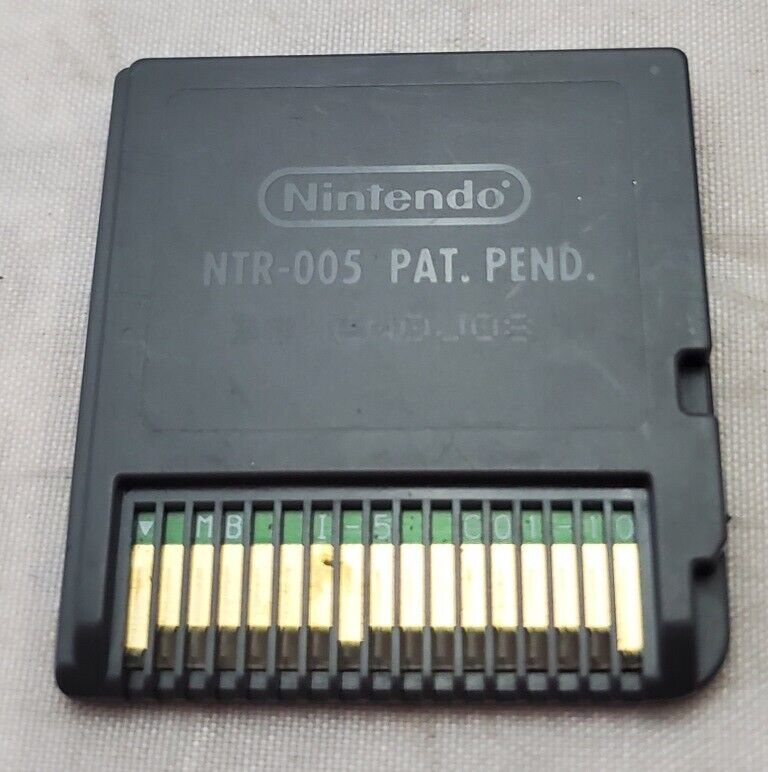 Nintendo®
NTR-005 PAT. PEND.
▼ MB I-5 C01-10